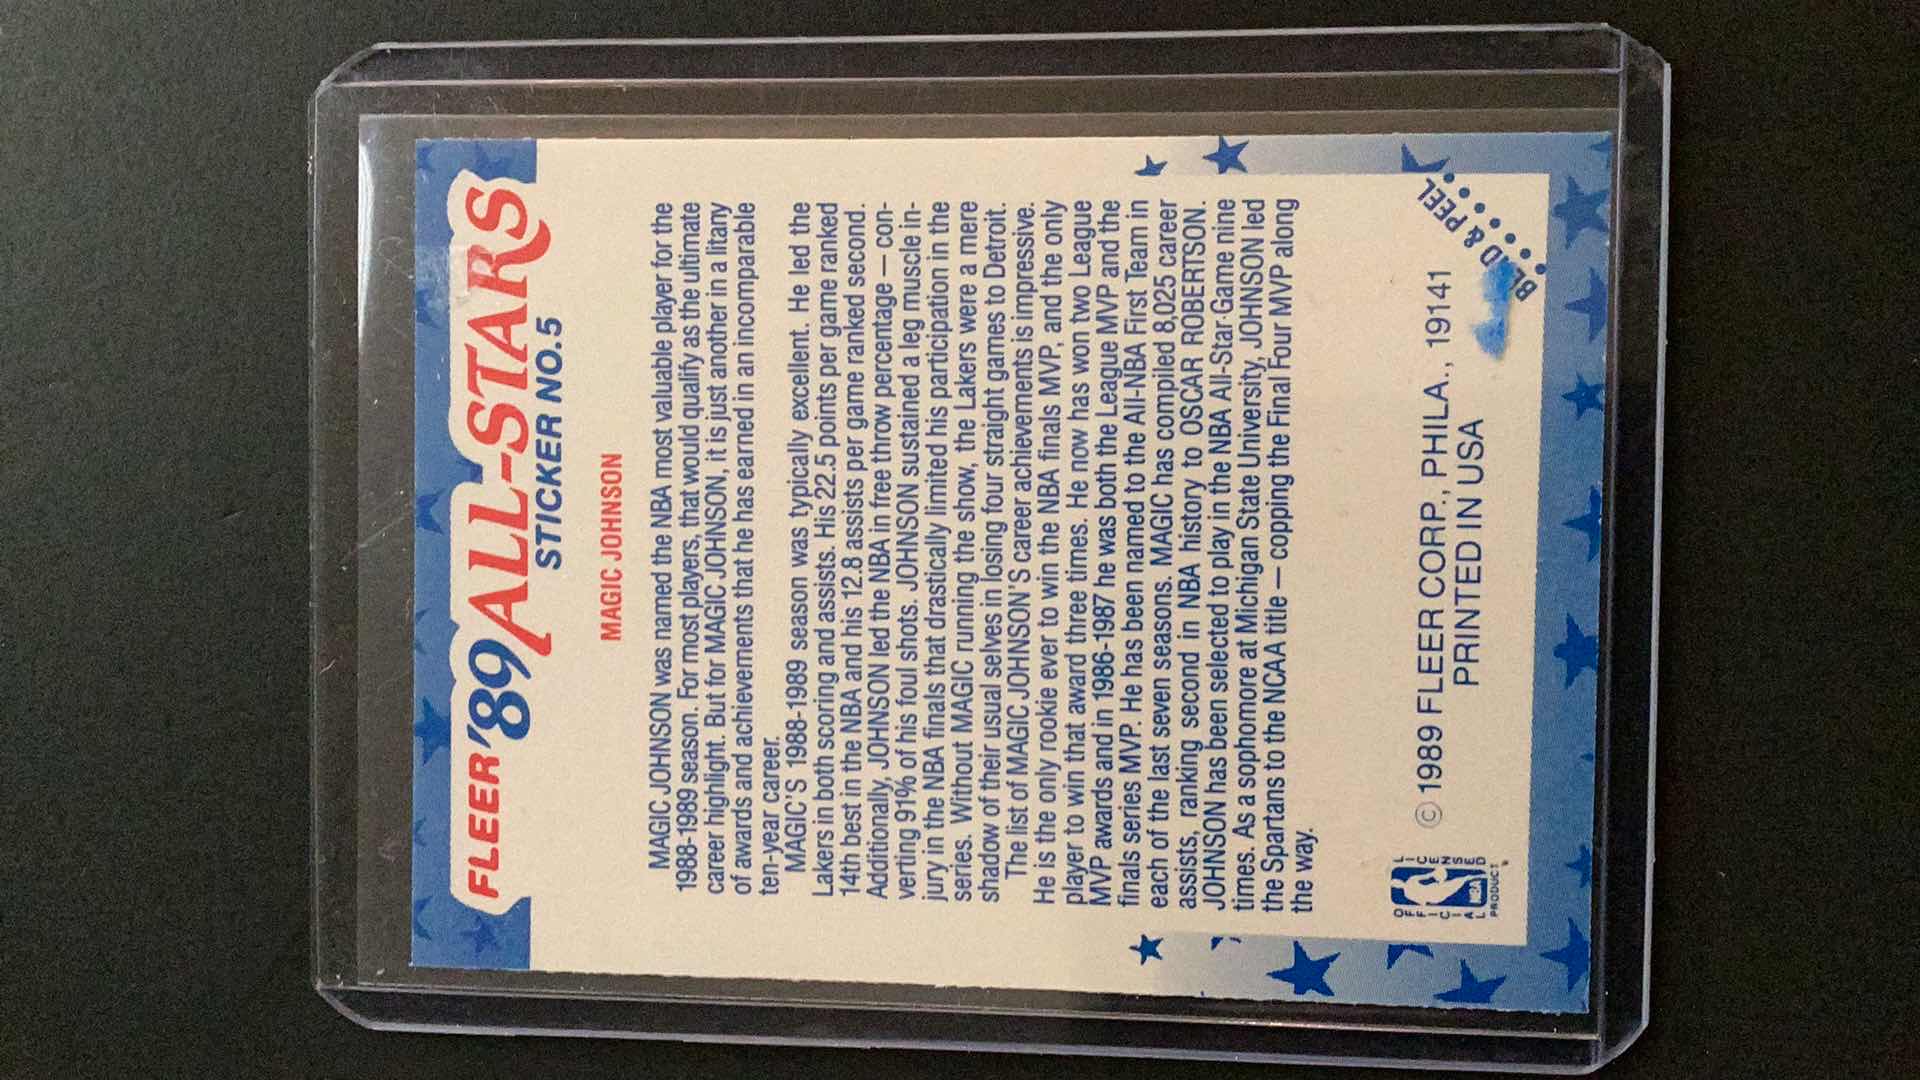 FLEER '89 ALL-STARS
STICKER NO. 5
MAGIC JOHNSON
MAGIC JOHNSON was named the NBA most valuable player for the
1988-1989 season. For most players, that would qualify as the ultimate
career highlight. But for MAGIC JOHNSON, it is just another in a litany
of awards and achievements that he has earned in an incomparable
ten-year career.
MAGIC'S 1988-1989 season was typically excellent. He led the
Lakers in both scoring and assists. His 22.5 points per game ranked
14th best in the NBA and his 12.8 assists per game ranked second.
Additionally, JOHNSON led the NBA in free throw percentage — con-
verting 91% of his foul shots. JOHNSON sustained a leg muscle in-
jury in the NBA finals that drastically limited his participation in the
series. Without MAGIC running the show, the Lakers were a mere
shadow of their usual selves in losing four straight games to Detroit.
The list of MAGIC JOHNSON'S career achievements is impressive.
He is the only rookie ever to win the NBA finals MVP, and the only
player to win that award three times. He now has won two League
MVP awards and in 1986-1987 he was both the League MVP and the
finals series MVP. He has been named to the All-NBA First Team in
each of the last seven seasons. MAGIC has compiled 8,025 career
assists, ranking second in NBA history to OSCAR ROBERTSON.
JOHNSON has been selected to play in the NBA All-Star Game nine
times. As a sophomore at Michigan State University, JOHNSON led
the Spartans to the NCAA title — copping the Final Four MVP along
the way.
OFFICIAL LICENSED
NBA
PRODUCT
© 1989 FLEER CORP., PHILA., 19141
PRINTED IN USA
& PEEL